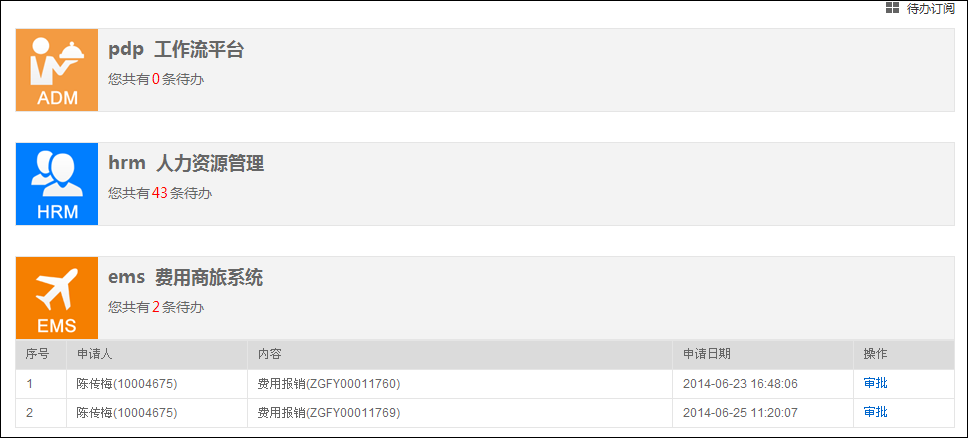 待办订阅
pdp 工作流平台
您共有0条待办
ADM
hrm 人力资源管理
您共有43条待办
HRM
ems 费用商旅系统
您共有2条待办
EMS
序号 申请人 内容 申请日期 操作
1 陈传梅(10004675) 费用报销(ZGFY00011760) 2014-06-23 16:48:06 审批
2 陈传梅(10004675) 费用报销(ZGFY00011769) 2014-06-25 11:20:07 审批